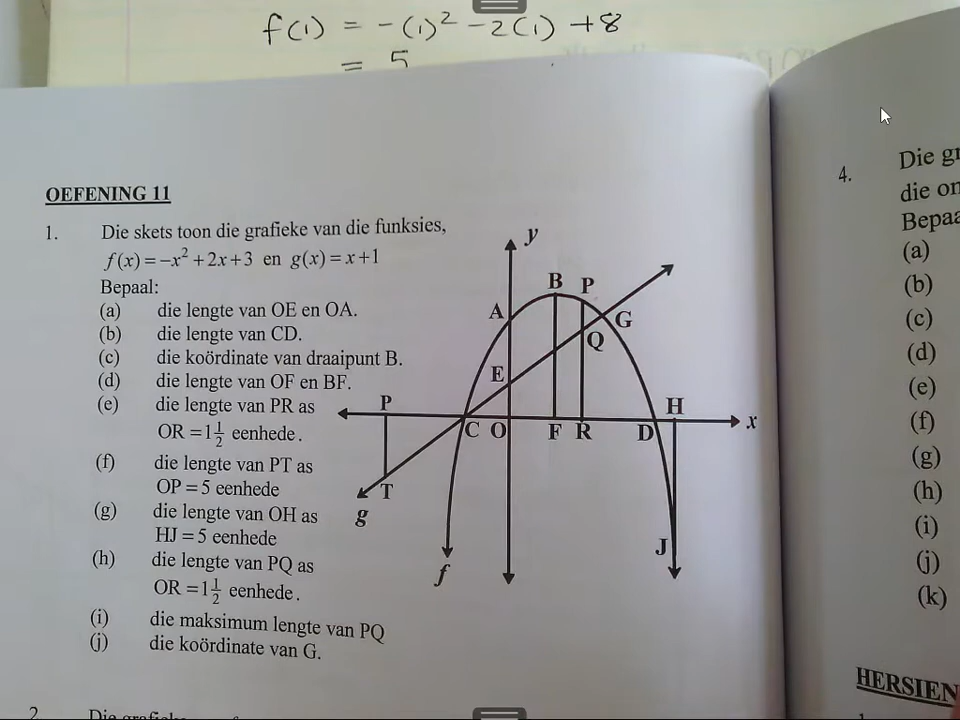 f(1) = -(1)² - 2(1) + 8
= 5
OEFENING 11
1. Die skets toon die grafieke van die funksies,
f(x) = -x² + 2x + 3 en g(x) = x + 1
Bepaal:
(a) die lengte van OE en OA.
(b) die lengte van CD.
(c) die koördinate van draaipunt B.
(d) die lengte van OF en BF.
(e) die lengte van PR as
OR = 1½ eenhede.
(f) die lengte van PT as
OP = 5 eenhede
(g) die lengte van OH as
HJ = 5 eenhede
(h) die lengte van PQ as
OR = 1½ eenhede.
(i) die maksimum lengte van PQ
(j) die koördinate van G.
y
B P
A
G
Q
E
P
H
x
C O F R D
T
g
J
f
2. Die
4. Die
die
(a)
(b)
(c)
(d)
(e)
(f)
(g)
(h)
(i)
(j)
(k)